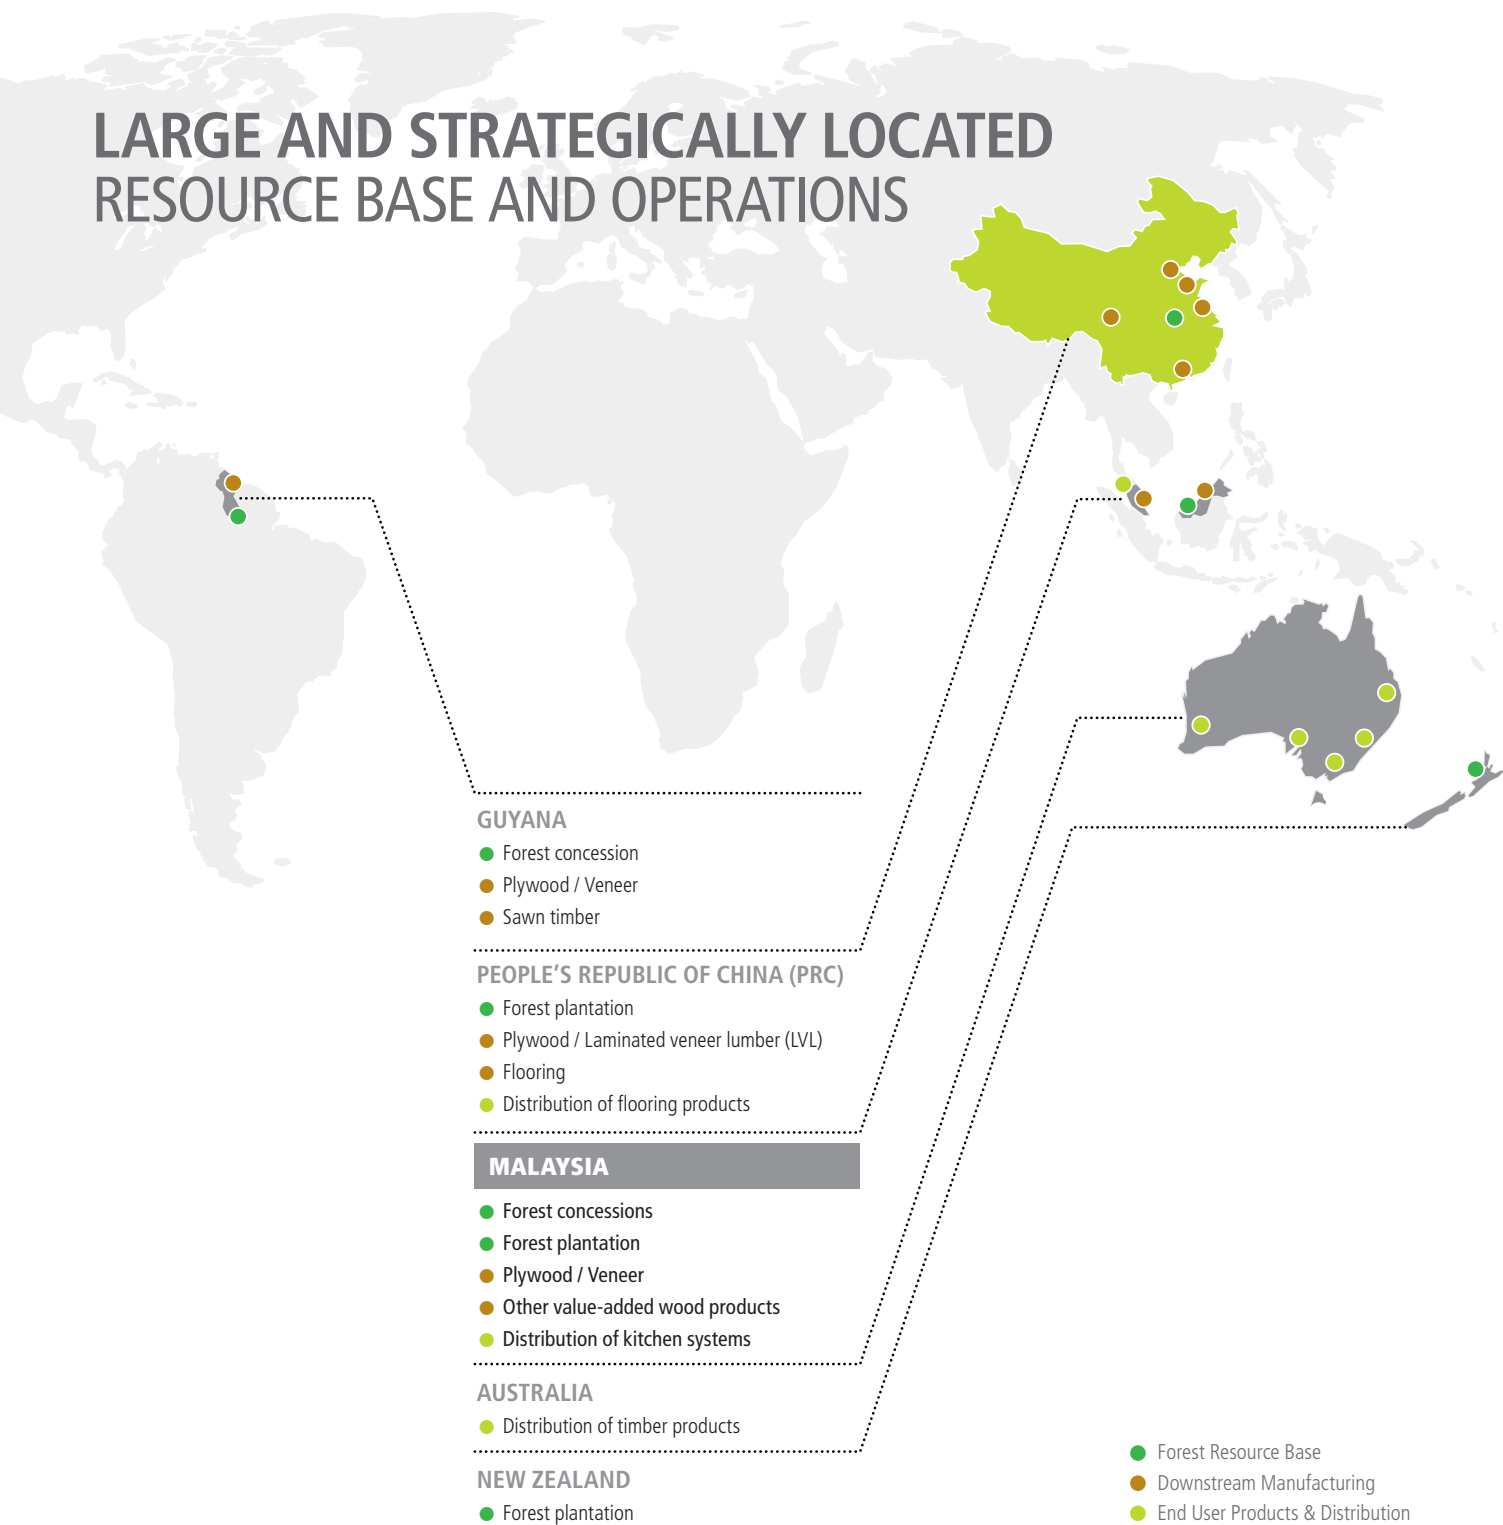 LARGE AND STRATEGICALLY LOCATED
RESOURCE BASE AND OPERATIONS
GUYANA
Forest concession
Plywood / Veneer
Sawn timber
PEOPLE’S REPUBLIC OF CHINA (PRC)
Forest plantation
Plywood / Laminated veneer lumber (LVL)
Flooring
Distribution of flooring products
MALAYSIA
Forest concessions
Forest plantation
Plywood / Veneer
Other value-added wood products
Distribution of kitchen systems
AUSTRALIA
Distribution of timber products
NEW ZEALAND
Forest plantation
Forest Resource Base
Downstream Manufacturing
End User Products & Distribution